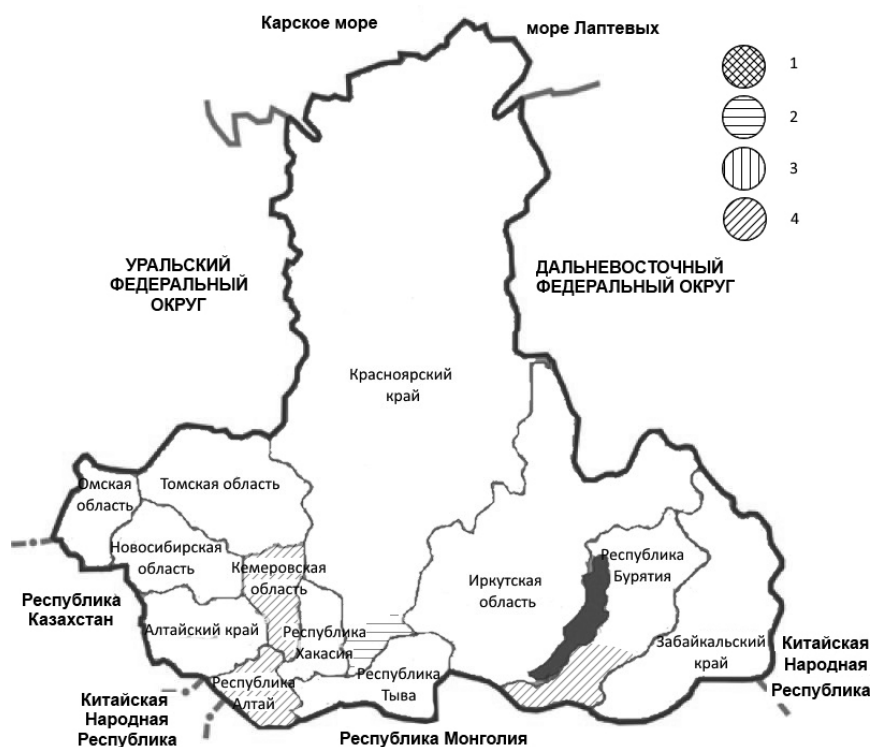 Карское море
море Лаптевых
1
2
3
4
УРАЛЬСКИЙ
ФЕДЕРАЛЬНЫЙ
ОКРУГ
ДАЛЬНЕВОСТОЧНЫЙ
ФЕДЕРАЛЬНЫЙ ОКРУГ
Красноярский
край
Омская
область
Томская область
Новосибирская
область
Кемеровская
область
Республика
Бурятия
Иркутская
область
Республика
Казахстан
Алтайский край
Республика
Хакасия
Забайкальский
край
Китайская
Народная
Республика
Республика
Алтай
Республика
Тыва
Китайская
Народная
Республика
Республика Монголия